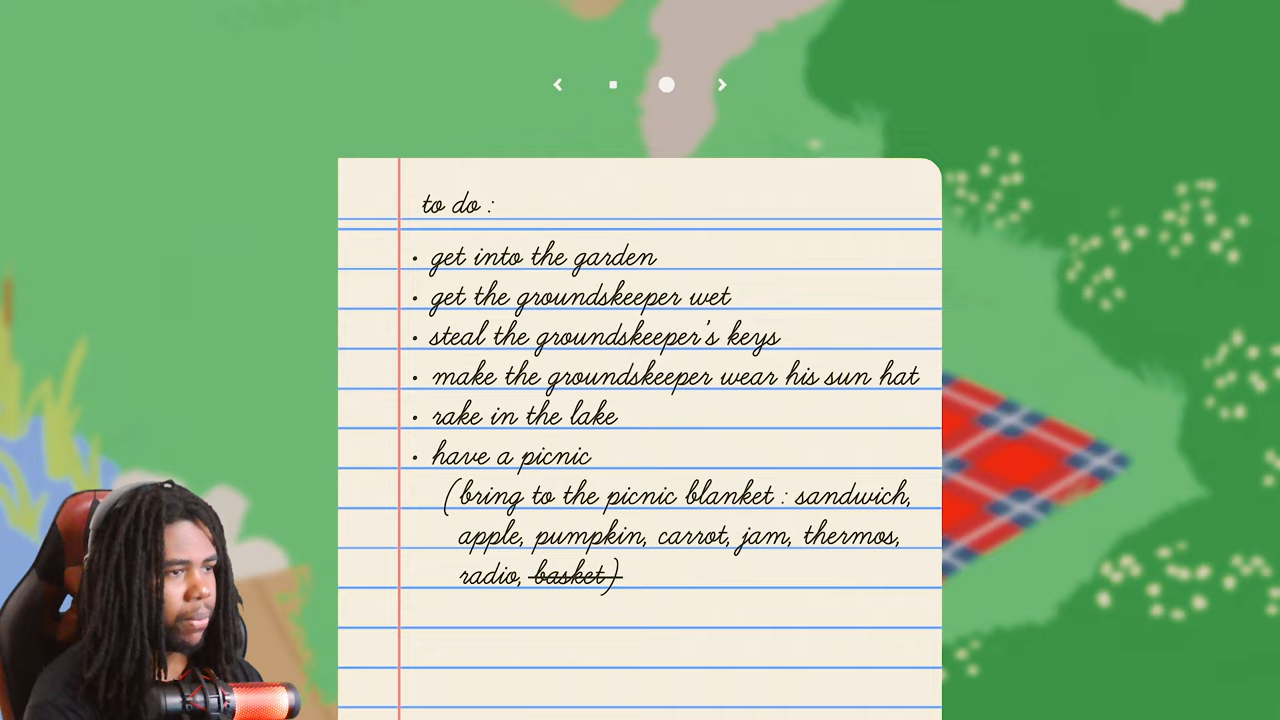 to do :
• get into the garden
• get the groundskeeper wet
• steal the groundskeeper's keys
• make the groundskeeper wear his sun hat
• rake in the lake
• have a picnic
(bring to the picnic blanket : sandwich,
apple, pumpkin, carrot, jam, thermos,
radio, basket)